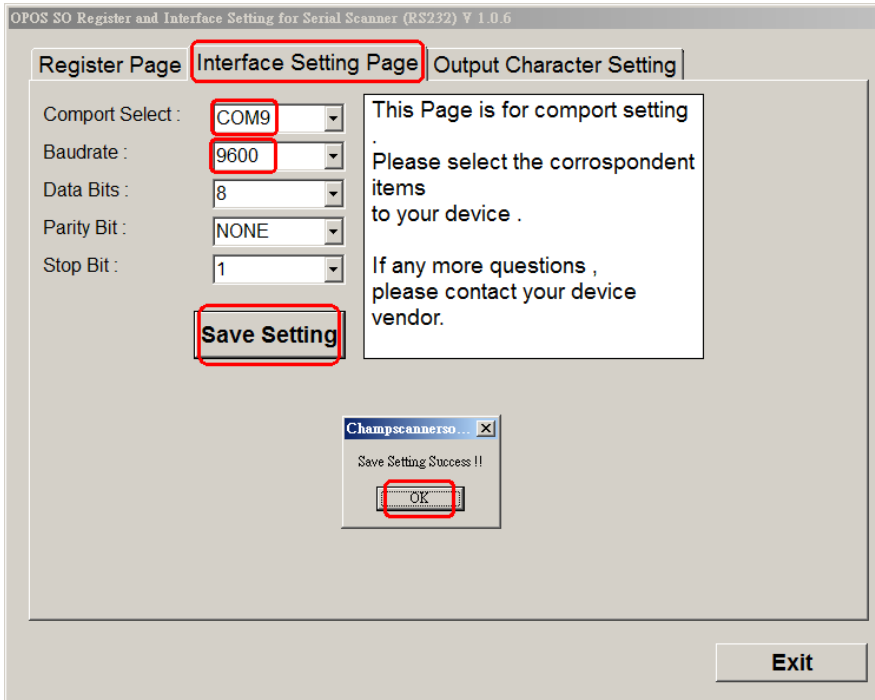 OPOS SO Register and Interface Setting for Serial Scanner (RS232) V 1.0.6
Register Page Interface Setting Page Output Character Setting
Comport Select : COM9
Baudrate : 9600
Data Bits : 8
Parity Bit : NONE
Stop Bit : 1
Save Setting
This Page is for comport setting
.
Please select the corrospondent
items
to your device .
If any more questions ,
please contact your device
vendor.
Champscannerso...
Save Setting Success !!
OK
Exit